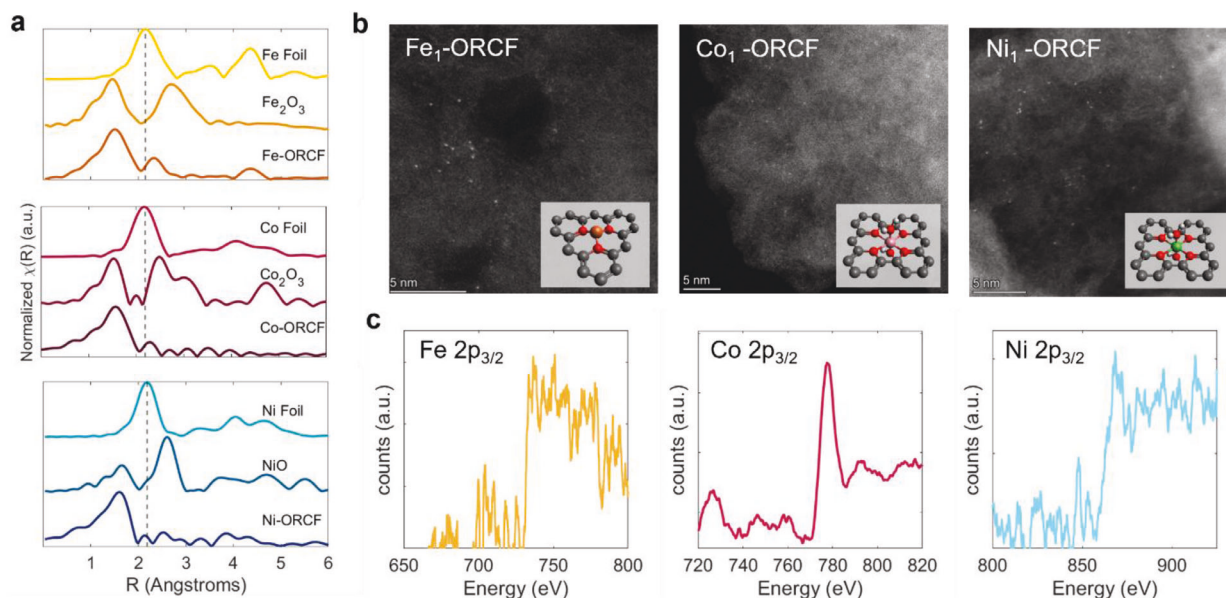 a
Fe Foil
Fe2O3
Fe-ORCF
Co Foil
Co2O3
Co-ORCF
Ni Foil
NiO
Ni-ORCF
Normalized χ(R) (a.u.)
1 2 3 4 5 6
R (Angstroms)
b
Fe1-ORCF
5 nm
Co1 -ORCF
5 nm
Ni1 -ORCF
5 nm
c
Fe 2p3/2
counts (a.u.)
650 700 750 800
Energy (eV)
Co 2p3/2
counts (a.u.)
720 740 760 780 800 820
Energy (eV)
Ni 2p3/2
counts (a.u.)
800 850 900
Energy (eV)